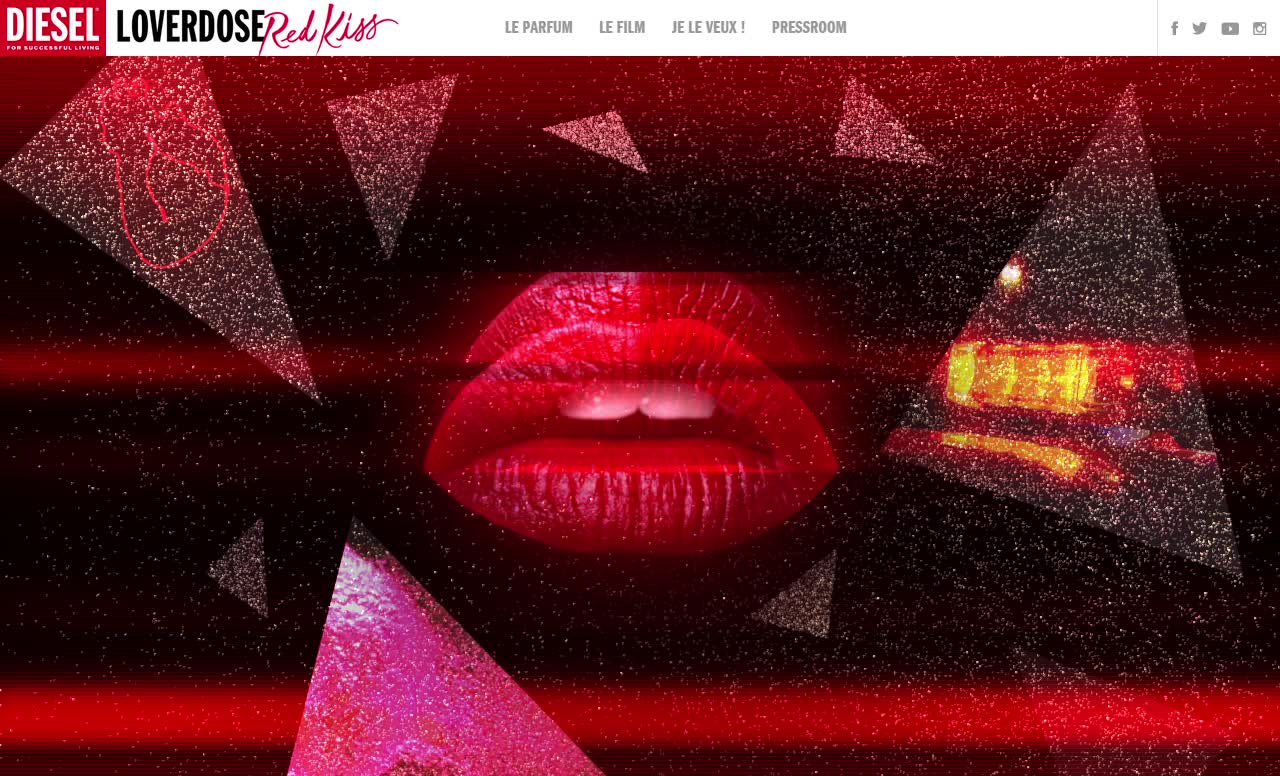 DIESEL
FOR SUCCESSFUL LIVING
LOVERDOSE Red Kiss
LE PARFUM LE FILM JE LE VEUX ! PRESSROOM